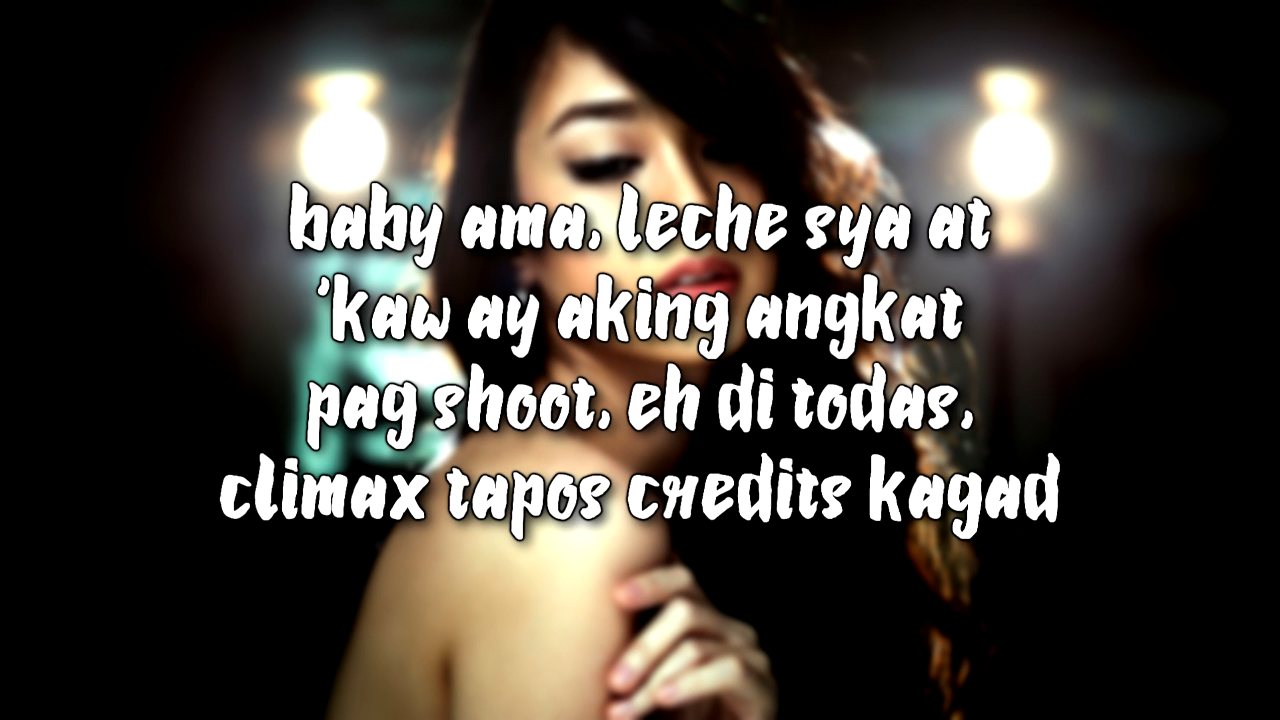 baby ama, leche sya at
'kaw ay aking angkat
pag shoot, eh di todas,
climax tapos credits kagad